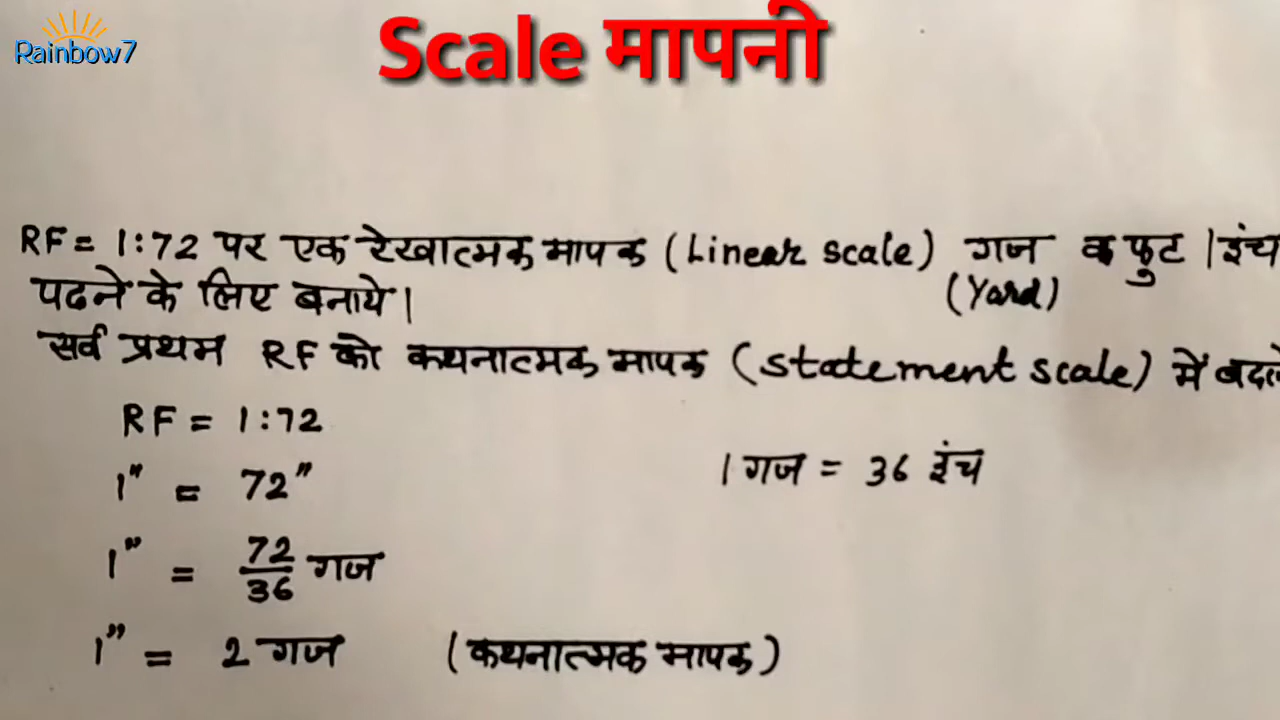 Rainbow7
Scale मापनी
RF = 1:72 पर एक रेखात्मक मापक (Linear scale) गज व फुट | इंच
(Yard)
पढने के लिए बनाये।
सर्व प्रथम RF को कथनात्मक मापक (statement scale) में बदले
RF = 1:72
1" = 72"
1 गज = 36 इंच
1" = 72/36 गज
1" = 2 गज (कथनात्मक मापक)